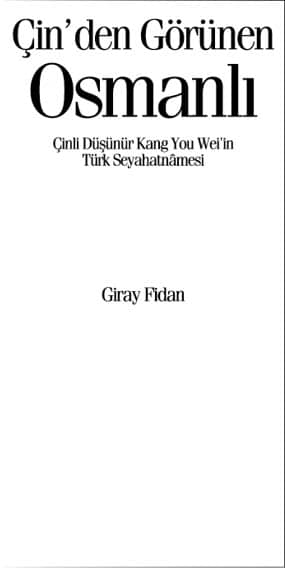 Çin’den Görünen
Osmanlı
Çinli Düşünür Kang You Wei’in
Türk Seyahatnâmesi
Giray Fidan